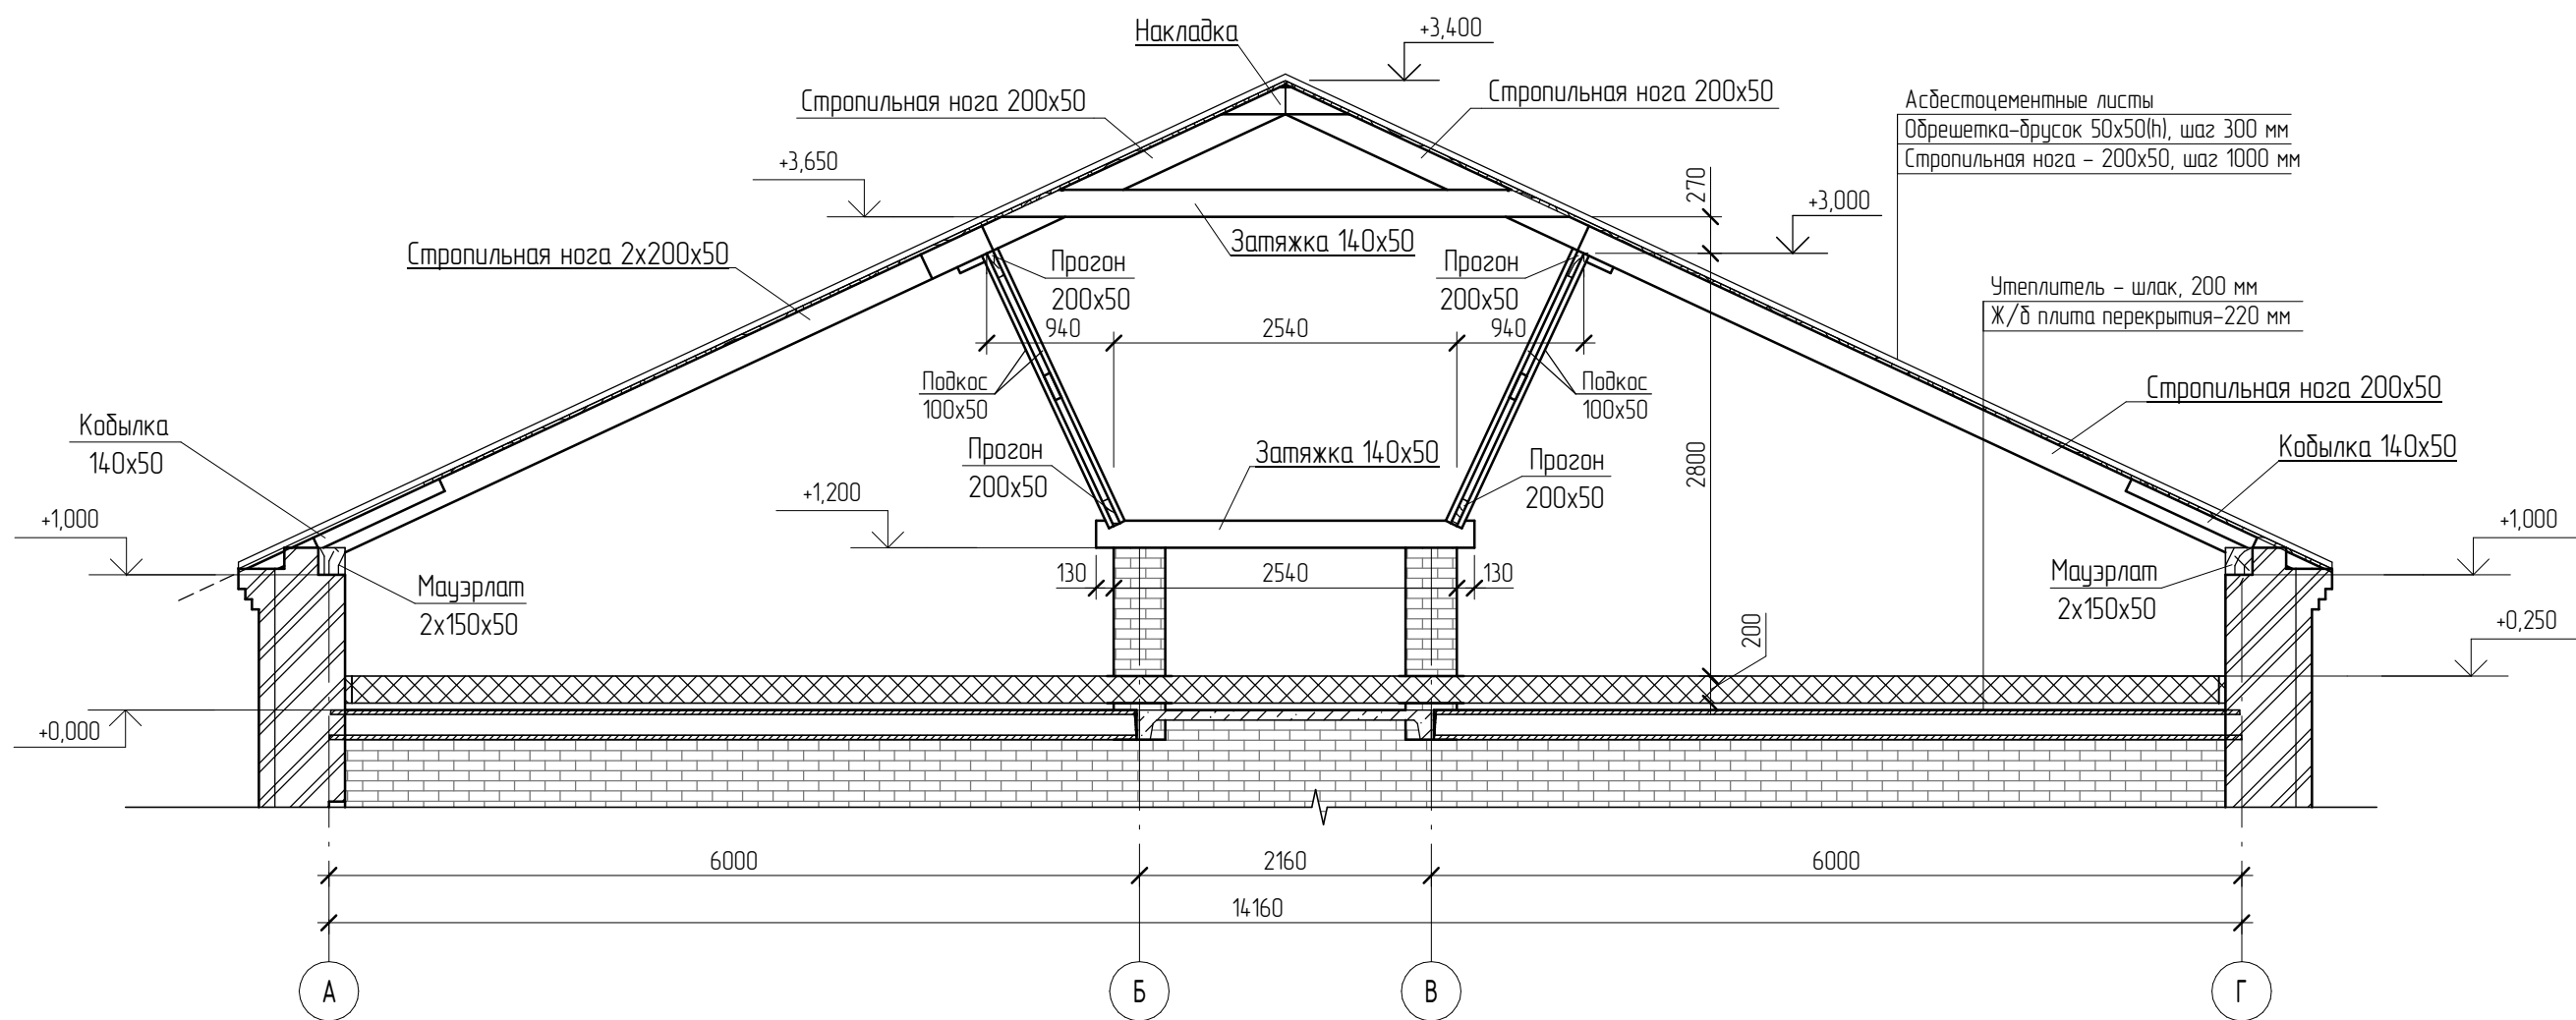 Накладка
+3,400
Стропильная нога 200х50
Стропильная нога 200х50
Асбестоцементные листы
Обрешетка-брусок 50х50(h), шаг 300 мм
Стропильная нога – 200х50, шаг 1000 мм
+3,650
270
+3,000
Стропильная нога 2х200х50
Затяжка 140х50
Прогон
200х50
Прогон
200х50
Утеплитель – шлак, 200 мм
Ж/б плита перекрытия-220 мм
940
2540
940
Подкос
100х50
Подкос
100х50
Стропильная нога 200х50
Кобылка
140х50
Прогон
200х50
Затяжка 140х50
Прогон
200х50
2800
Кобылка 140х50
+1,200
+1,000
+1,000
130
2540
130
Мауэрлат
2х150х50
Мауэрлат
2х150х50
200
+0,250
+0,000
6000
2160
6000
14160
А
Б
В
Г